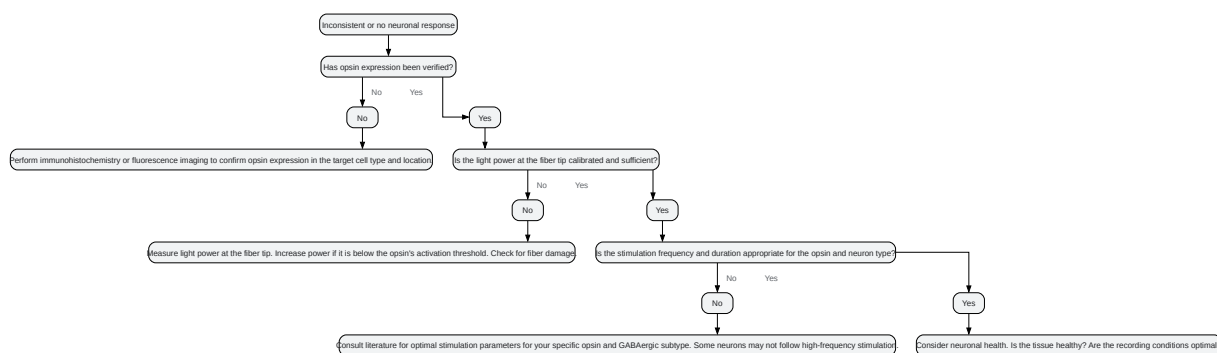 Inconsistent or no neuronal response
Has opsin expression been verified?
No
Yes
No
Yes
Perform immunohistochemistry or fluorescence imaging to confirm opsin expression in the target cell type and location.
Is the light power at the fiber tip calibrated and sufficient?
No
Yes
No
Yes
Measure light power at the fiber tip. Increase power if it is below the opsin's activation threshold. Check for fiber damage.
Is the stimulation frequency and duration appropriate for the opsin and neuron type?
No
Yes
No
Yes
Consult literature for optimal stimulation parameters for your specific opsin and GABAergic subtype. Some neurons may not follow high-frequency stimulation.
Consider neuronal health. Is the tissue healthy? Are the recording conditions optimal